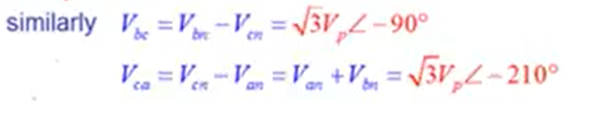 similarly V_bc = V_bn − V_cn = √3V_p∠−90°
V_ca = V_cn − V_an = V_an + V_bn = √3V_p∠−210°